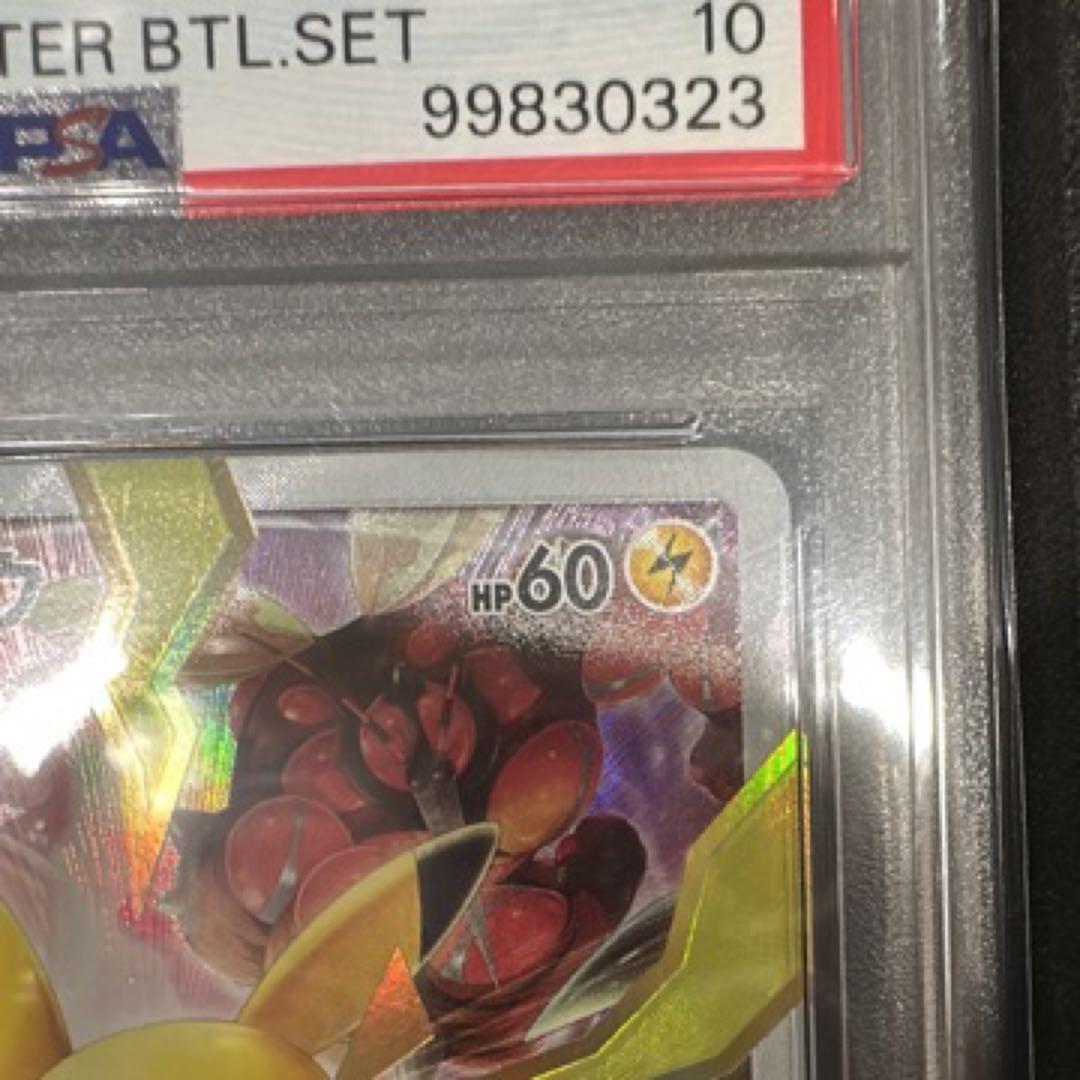 TER BTL.SET 10
99830323
PSA
HP60